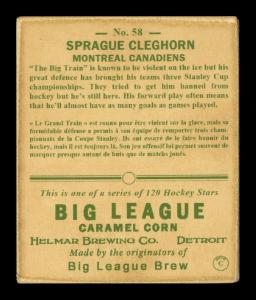 No. 58
SPRAGUE CLEGHORN
MONTREAL CANADIENS
"The Big Train" is known to be violent on the ice but his
great defence has brought his teams three Stanley Cup
championships. They tried to get him banned from
hockey but he's still here. His forward play often means
that he'll almost have as many goals as games played.
« Le Grand Train » est conns pour être violent sur la glace, mais sa
formidable défense a permis à son équipe de remporter trois cham-
pionnats de la Coupe Stanley. Ils ont essayé de le faire bannir du
hockey, mais il est toujours là. Son jeu offensif lui permet souvent de
marquer presque autant de buts que de matchs joués.
This is one of a series of 120 Hockey Stars
BIG LEAGUE
CARAMEL CORN
HELMAR BREWING CO. DETROIT
Made by the originators of
Big League Brew
C